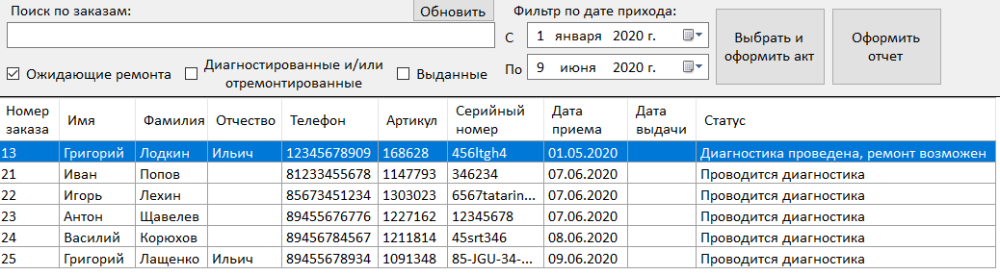 Поиск по заказам:
Обновить
Фильтр по дате прихода:
С 1 января 2020 г.
По 9 июня 2020 г.
Выбрать и
оформить акт
Оформить
отчет
Ожидающие ремонта
Диагностированные и/или
отремонтированные
Выданные
Номер заказа Имя Фамилия Отчество Телефон Артикул Серийный номер Дата приема Дата выдачи Статус
13 Григорий Лодкин Ильич 12345678909 168628 456ltgh4 01.05.2020 Диагностика проведена, ремонт возможен
21 Иван Попов 81233455678 1147793 346234 07.06.2020 Проводится диагностика
22 Игорь Лехин 85673451234 1303023 6567tatarin... 07.06.2020 Проводится диагностика
23 Антон Щавелев 89455676776 1227162 12345678 07.06.2020 Проводится диагностика
24 Василий Корюхов 89456784567 1211814 45srt346 08.06.2020 Проводится диагностика
25 Григорий Лащенко Ильич 89455678934 1091348 85-JGU-34-... 09.06.2020 Проводится диагностика